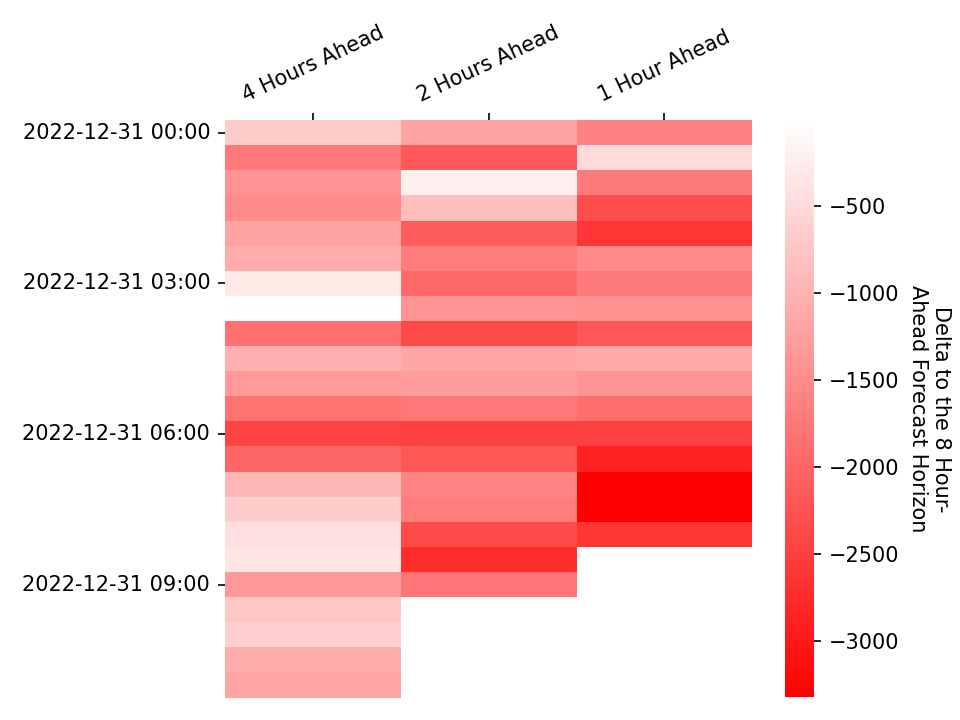 4 Hours Ahead
2 Hours Ahead
1 Hour Ahead
2022-12-31 00:00
2022-12-31 03:00
2022-12-31 06:00
2022-12-31 09:00
−500
−1000
−1500
−2000
−2500
−3000
Delta to the 8 Hour-
Ahead Forecast Horizon